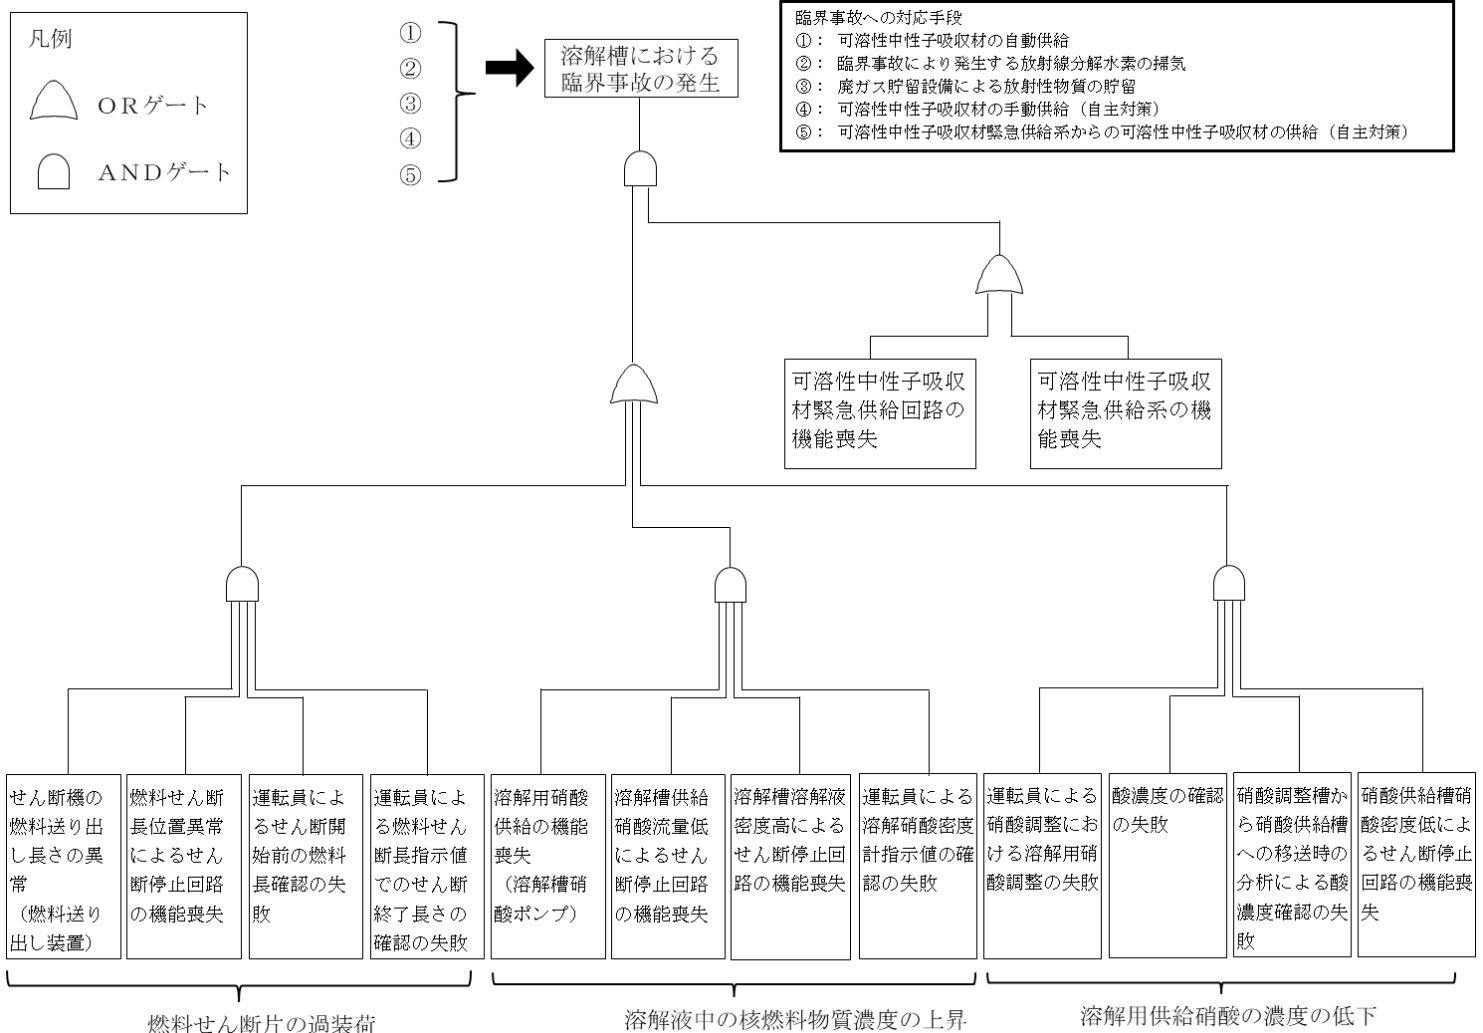 凡例
ORゲート
ANDゲート
①
②
③
④
⑤
溶解槽における
臨界事故の発生
臨界事故への対応手段
①：可溶性中性子吸収材の自動供給
②：臨界事故により発生する放射線分解水素の掃気
③：廃ガス貯留設備による放射性物質の貯留
④：可溶性中性子吸収材の手動供給（自主対策）
⑤：可溶性中性子吸収材緊急供給系からの可溶性中性子吸収材の供給（自主対策）
可溶性中性子吸収
材緊急供給回路の
機能喪失
可溶性中性子吸収
材緊急供給系の機
能喪失
せん断機の
燃料送り出
し長さの異
常
（燃料送り
出し装置）
燃料せん断
長位置異常
によるせん
断停止回路
の機能喪失
運転員によ
るせん断開
始前の燃料
長確認の失
敗
運転員によ
る燃料せん
断長指示値
でのせん断
終了長さの
確認の失敗
溶解用硝酸
供給の機能
喪失
（溶解槽硝
酸ポンプ）
溶解槽供給
硝酸流量低
によるせん
断停止回路
の機能喪失
溶解槽溶解液
密度高による
せん断停止回
路の機能喪失
運転員による
溶解硝酸密度
計指示値の確
認の失敗
運転員による
硝酸調整にお
ける溶解用硝
酸調整の失敗
酸濃度の確認
の失敗
硝酸調整槽か
ら硝酸供給槽
への移送時の
分析による酸
濃度確認の失
敗
硝酸供給槽硝
酸密度低によ
るせん断停止
回路の機能喪
失
燃料せん断片の過装荷
溶解液中の核燃料物質濃度の上昇
溶解用供給硝酸の濃度の低下